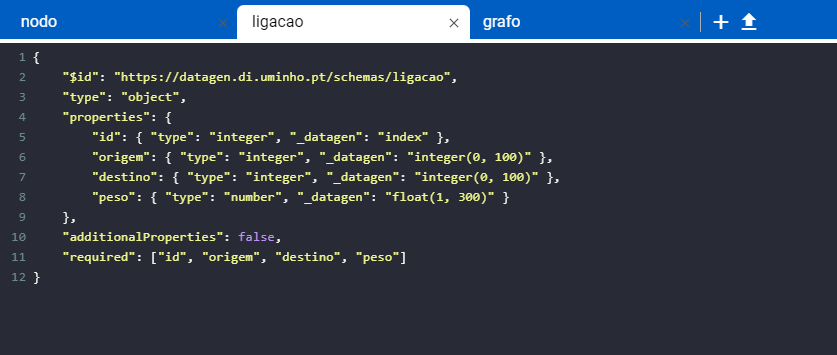 nodo × ligacao × grafo × +
1 {
2 "$id": "https://datagen.di.uminho.pt/schemas/ligacao",
3 "type": "object",
4 "properties": {
5 "id": { "type": "integer", "_datagen": "index" },
6 "origem": { "type": "integer", "_datagen": "integer(0, 100)" },
7 "destino": { "type": "integer", "_datagen": "integer(0, 100)" },
8 "peso": { "type": "number", "_datagen": "float(1, 300)" }
9 },
10 "additionalProperties": false,
11 "required": ["id", "origem", "destino", "peso"]
12 }